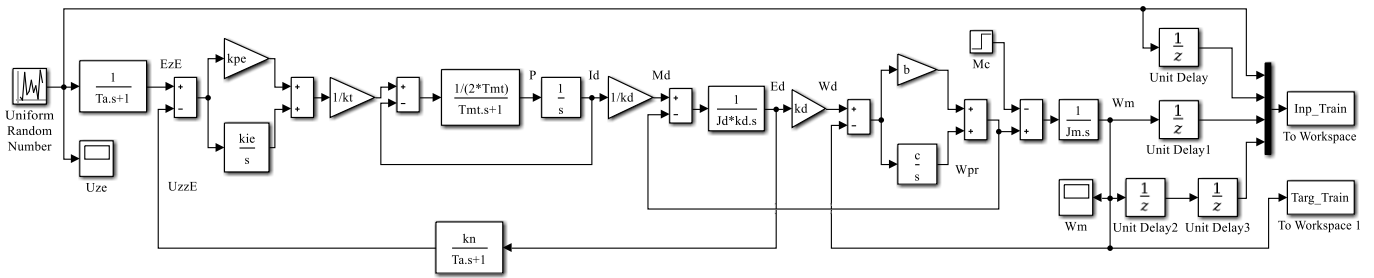 Uniform
Random
Number
Uze
1
Ta.s+1
EzE
UzzE
+
−
kpe
kie
s
+
+
1/kt
+
−
1/(2*Tmt)
Tmt.s+1
P
1
s
Id
1/kd
Md
+
−
1
Jd*kd.s
Ed
kd
Wd
+
−
b
c
s
+
+
Wpr
Mc
−
+
1
Jm.s
Wm
Wm
1
z
Unit Delay
1
z
Unit Delay1
1
z
Unit Delay2
1
z
Unit Delay3
Inp_Train
To Workspace
Targ_Train
To Workspace 1
kn
Ta.s+1